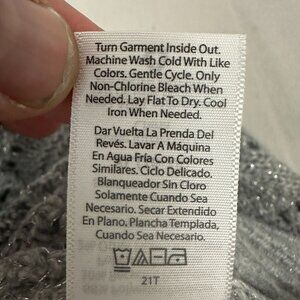 Turn Garment Inside Out.
Machine Wash Cold With Like
Colors. Gentle Cycle. Only
Non-Chlorine Bleach When
Needed. Lay Flat To Dry. Cool
Iron When Needed.
Dar Vuelta La Prenda Del
Revés. Lavar A Máquina
En Agua Fría Con Colores
Similares. Ciclo Delicado.
Blanqueador Sin Cloro
Solamente Cuando Sea
Necesario. Secar Extendido
En Plano. Plancha Templada,
Cuando Sea Necesario.
21T